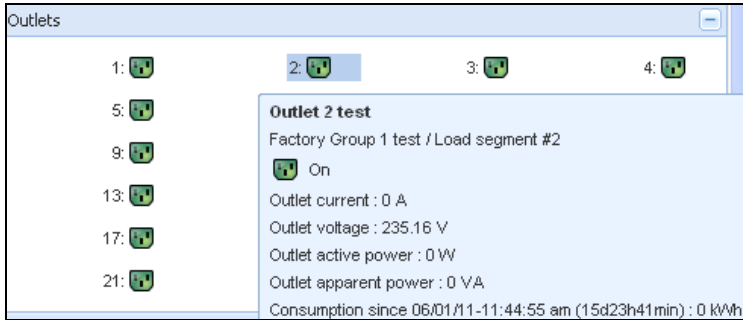 Outlets
1: 2: 3: 4:
5:
Outlet 2 test
Factory Group 1 test / Load segment #2
9:
On
13:
Outlet current : 0 A
Outlet voltage : 235.16 V
17:
Outlet active power : 0 W
21:
Outlet apparent power : 0 VA
Consumption since 06/01/11-11:44:55 am (15d23h41min) : 0 kWh